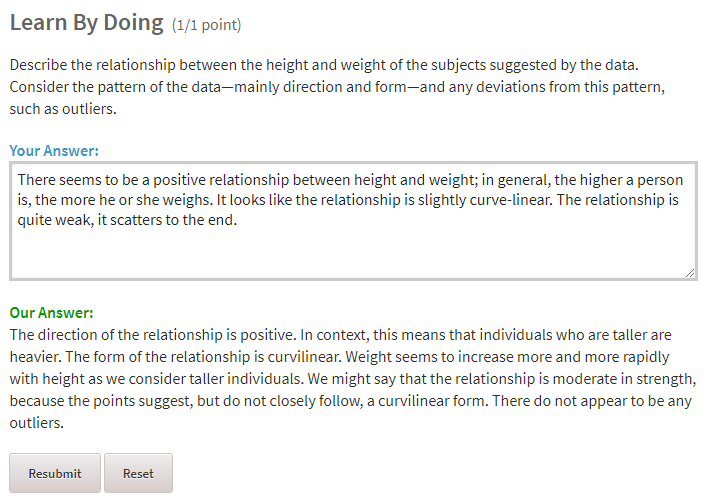 Learn By Doing (1/1 point)
Describe the relationship between the height and weight of the subjects suggested by the data.
Consider the pattern of the data—mainly direction and form—and any deviations from this pattern,
such as outliers.
Your Answer:
There seems to be a positive relationship between height and weight; in general, the higher a person
is, the more he or she weighs. It looks like the relationship is slightly curve-linear. The relationship is
quite weak, it scatters to the end.
Our Answer:
The direction of the relationship is positive. In context, this means that individuals who are taller are
heavier. The form of the relationship is curvilinear. Weight seems to increase more and more rapidly
with height as we consider taller individuals. We might say that the relationship is moderate in strength,
because the points suggest, but do not closely follow, a curvilinear form. There do not appear to be any
outliers.
Resubmit Reset